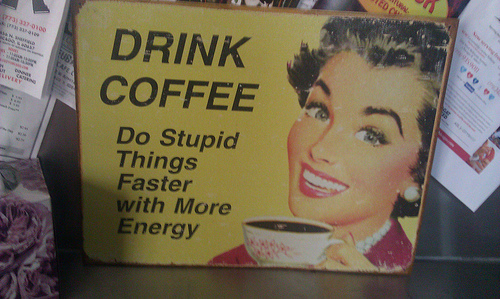 DRINK
COFFEE
Do Stupid
Things
Faster
with More
Energy